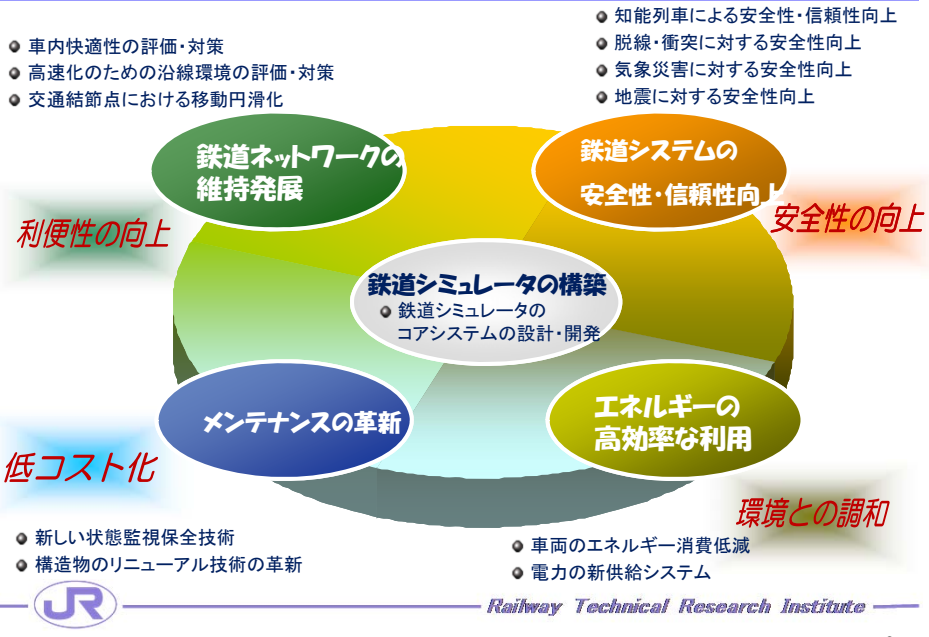 車内快適性の評価・対策
高速化のための沿線環境の評価・対策
交通結節点における移動円滑化
知能列車による安全性・信頼性向上
脱線・衝突に対する安全性向上
気象災害に対する安全性向上
地震に対する安全性向上
鉄道ネットワークの
維持発展
鉄道システムの
安全性・信頼性向上
利便性の向上
安全性の向上
鉄道シミュレータの構築
鉄道シミュレータの
コアシステムの設計・開発
メンテナンスの革新
エネルギーの
高効率な利用
低コスト化
環境との調和
新しい状態監視保全技術
構造物のリニューアル技術の革新
車両のエネルギー消費低減
電力の新供給システム
JR
Railway Technical Research Institute